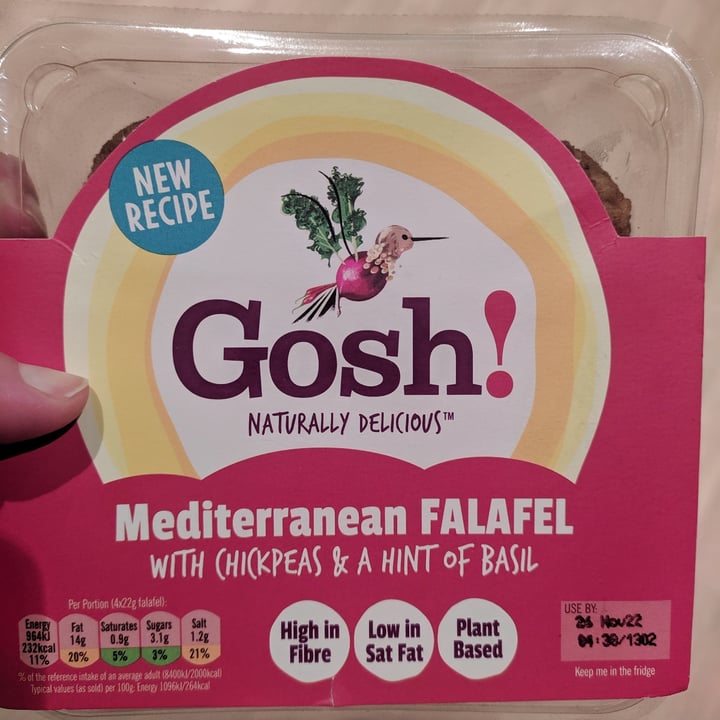 NEW
RECIPE
Gosh!
NATURALLY DELICIOUS™
Mediterranean FALAFEL
WITH CHICKPEAS & A HINT OF BASIL
Per Portion (4x22g falafel):
Energy
964kJ
232kcal
11%
Fat
14g
20%
Saturates
0.9g
5%
Sugars
3.1g
3%
Salt
1.2g
21%
% of the reference intake of an average adult (8400kJ/2000kcal)
Typical values (as sold) per 100g: Energy 1096kJ/264kcal
High in
Fibre
Low in
Sat Fat
Plant
Based
USE BY:
Nov22
Keep me in the fridge